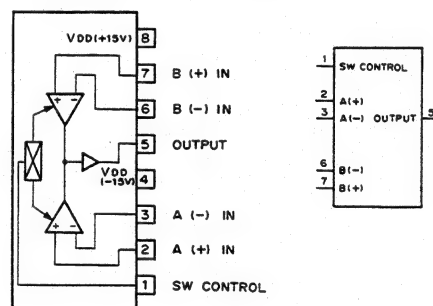 VDD(+15V) 8
7 B (+) IN
+ -
6 B (-) IN
5 OUTPUT
VDD
(-15V) 4
3 A (-) IN
+ -
2 A (+) IN
1 SW CONTROL
1 SW CONTROL
2 A(+)
3 A(-) OUTPUT 5
6 B(-)
7 B(+)